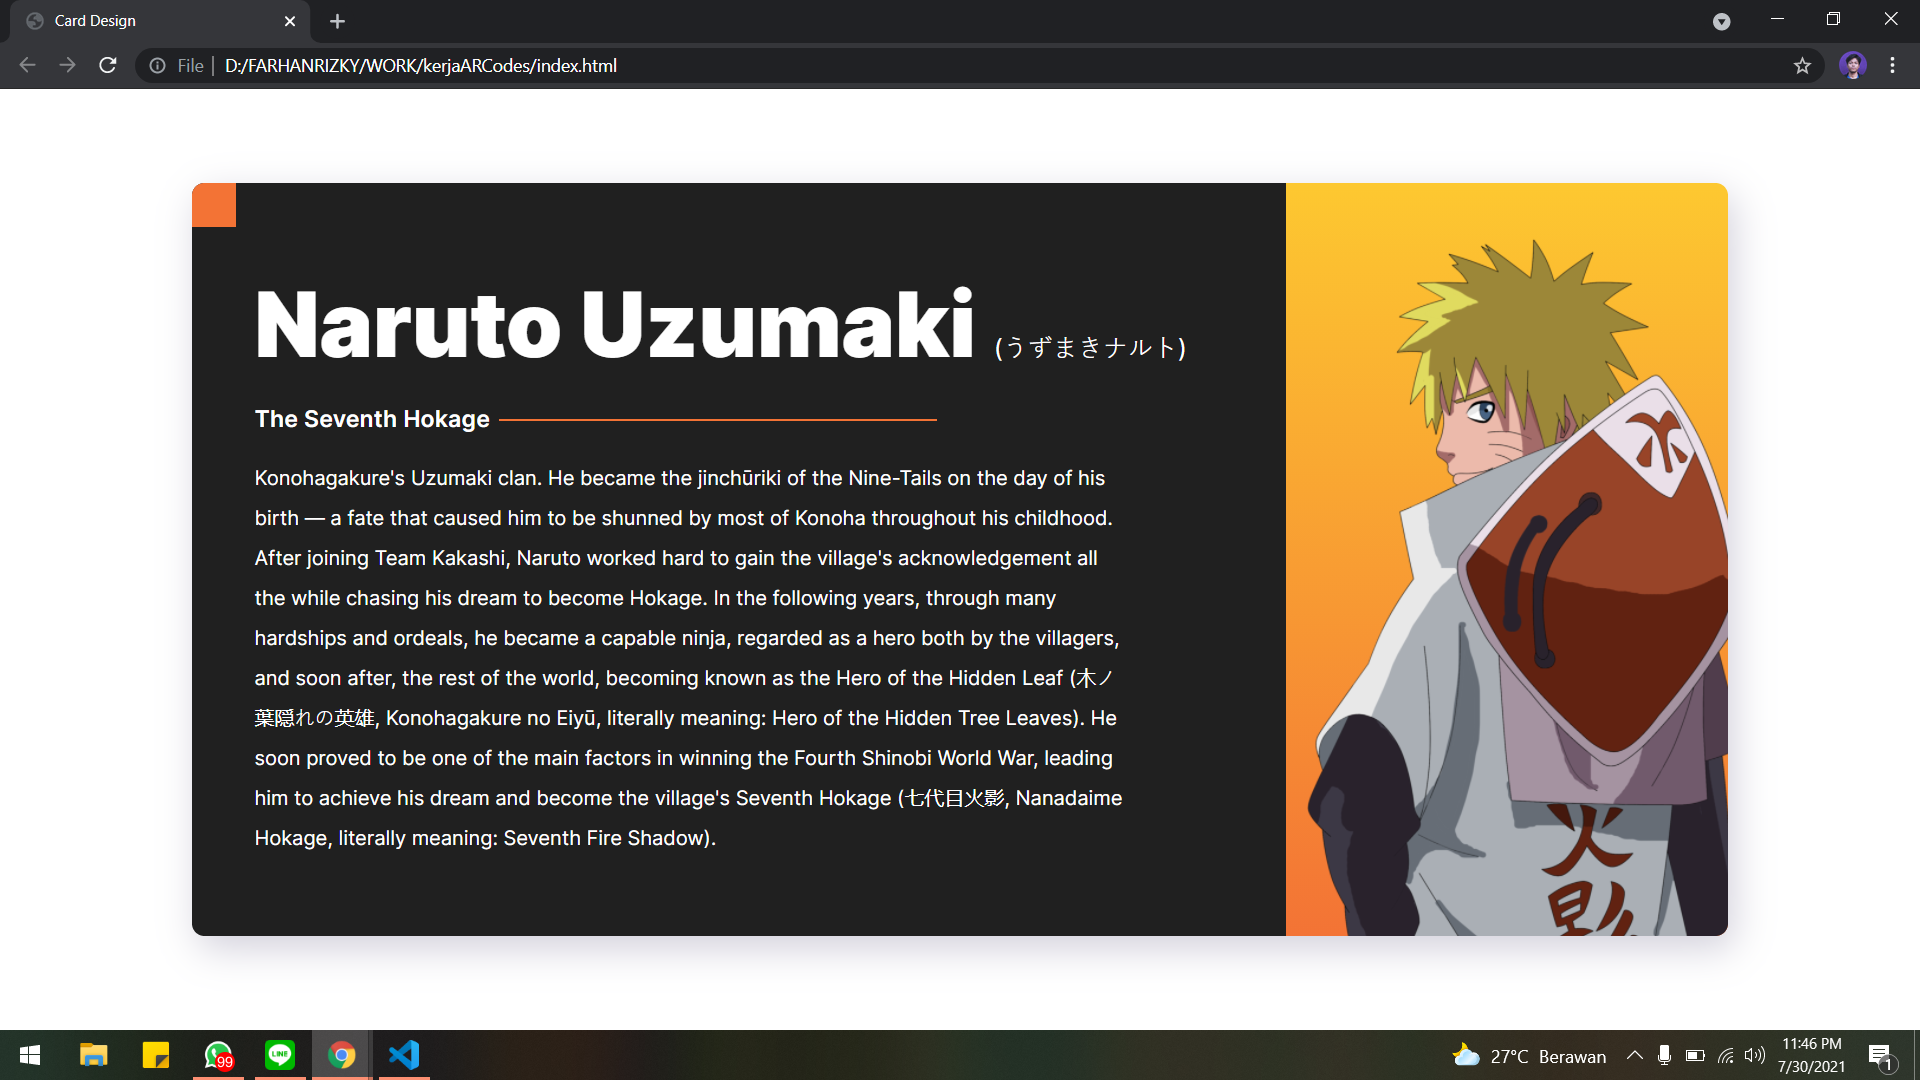 Card Design
File
D:/FARHANRIZKY/WORK/kerjaARCodes/index.html
Naruto Uzumaki (うずまきナルト)
The Seventh Hokage
Konohagakure's Uzumaki clan. He became the jinchūriki of the Nine-Tails on the day of his
birth — a fate that caused him to be shunned by most of Konoha throughout his childhood.
After joining Team Kakashi, Naruto worked hard to gain the village's acknowledgement all
the while chasing his dream to become Hokage. In the following years, through many
hardships and ordeals, he became a capable ninja, regarded as a hero both by the villagers,
and soon after, the rest of the world, becoming known as the Hero of the Hidden Leaf (木ノ
葉隠れの英雄, Konohagakure no Eiyū, literally meaning: Hero of the Hidden Tree Leaves). He
soon proved to be one of the main factors in winning the Fourth Shinobi World War, leading
him to achieve his dream and become the village's Seventh Hokage (七代目火影, Nanadaime
Hokage, literally meaning: Seventh Fire Shadow).
火
影
99
LINE
27°C Berawan
11:46 PM
7/30/2021
1